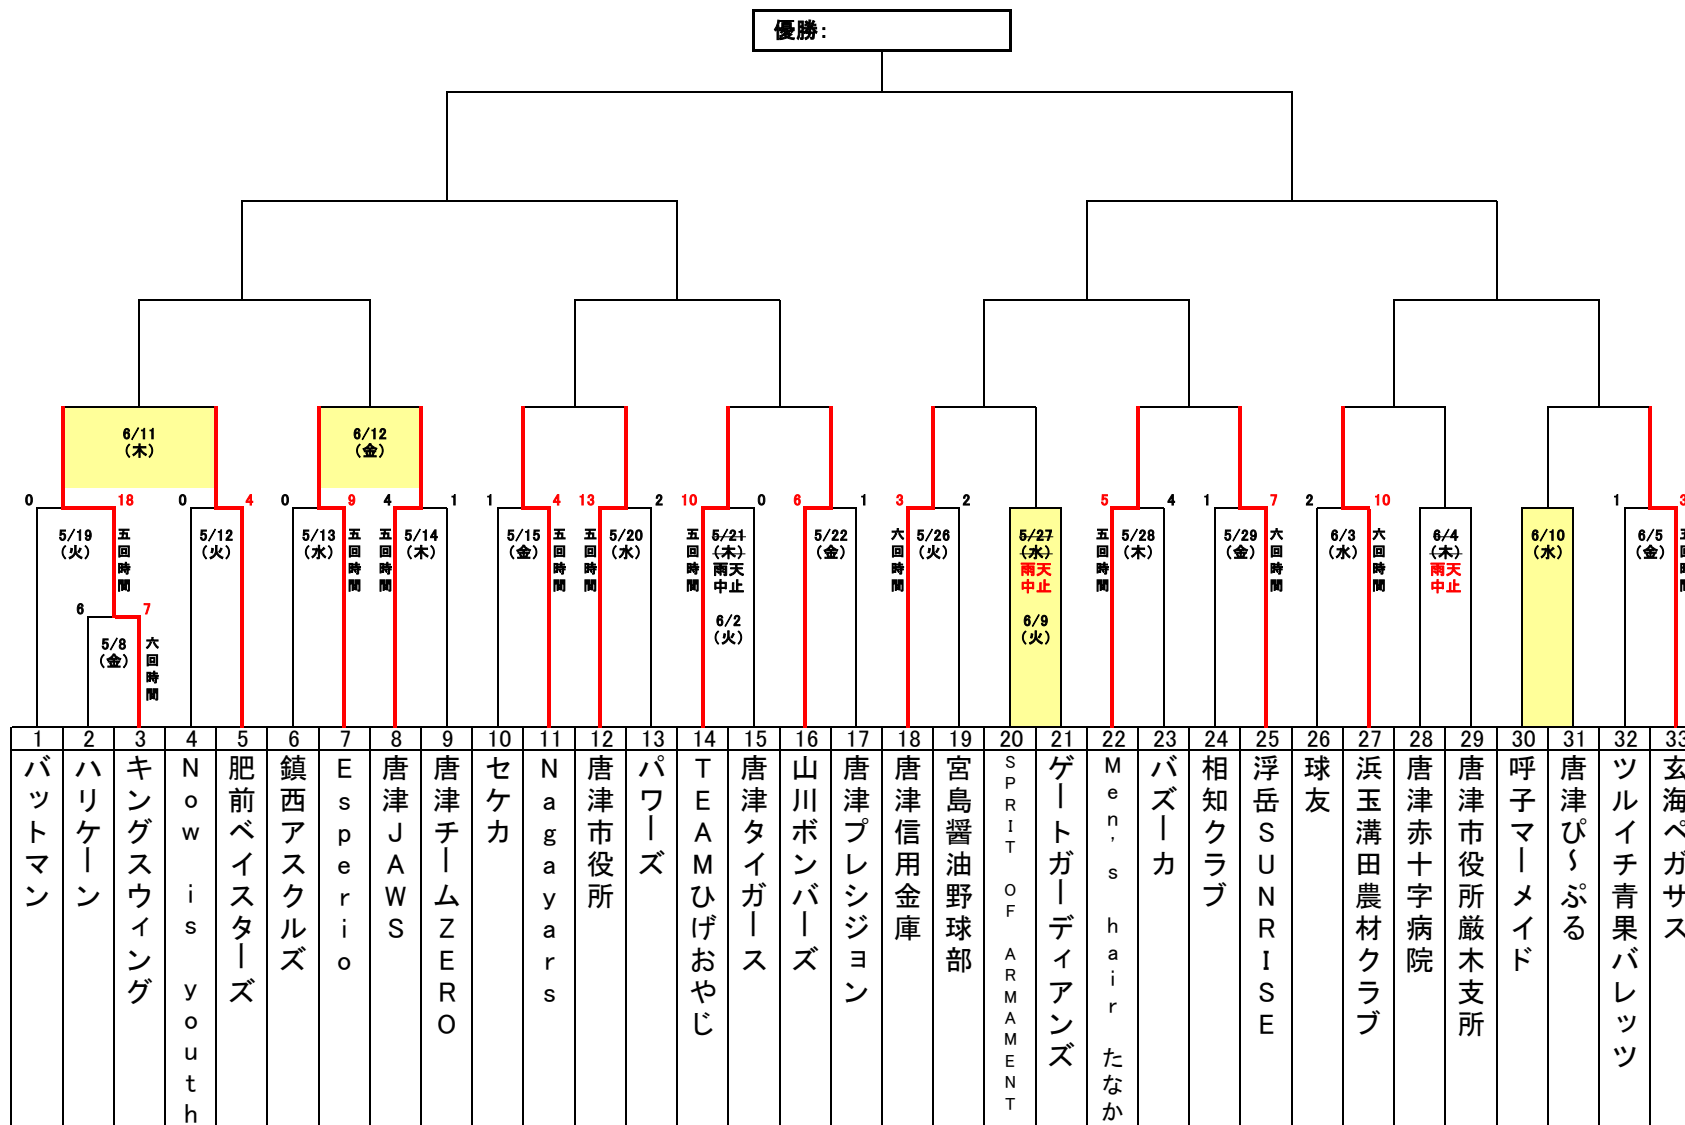 優勝：
6/11
（木）
6/12
（金）
0 18 0 4 0 9 4 1 1 4 13 2 10 0 6 1 3 2 5 4 1 7 2 10 1 3
5/19
（火）
五回時間
5/12
（火）
5/13
（水）
五回時間
五回時間
5/14
（木）
5/15
（金）
五回時間
五回時間
5/20
（水）
五回時間
5/21
（木）
雨天
中止
6/2
（火）
5/22
（金）
六回時間
5/26
（火）
5/27
（水）
雨天
中止
6/9
（火）
五回時間
5/28
（木）
5/29
（金）
六回時間
6/3
（水）
六回時間
6/4
（木）
雨天
中止
6/10
（水）
6/5
（金）
五回時間
6 7
5/8
（金）
六回時間
1 2 3 4 5 6 7 8 9 10 11 12 13 14 15 16 17 18 19 20 21 22 23 24 25 26 27 28 29 30 31 32 33
バットマン
ハリケーン
キングスウィング
Now is youth
肥前ベイスターズ
鎮西アスクルズ
Esperio
唐津JAWS
唐津チームZERO
セケカ
Nagayars
唐津市役所
パワーズ
TEAMひげおやじ
唐津タイガース
山川ボンバーズ
唐津プレシジョン
唐津信用金庫
宮島醤油野球部
SPRIT OF ARMAMENT
ゲートガーディアンズ
Men’s hair たなか
バズーカ
相知クラブ
浮岳SUNRISE
球友
浜玉溝田農材クラブ
唐津赤十字病院
唐津市役所厳木支所
呼子マーメイド
唐津ぴ～ぷる
ツルイチ青果バレッツ
玄海ペガサス